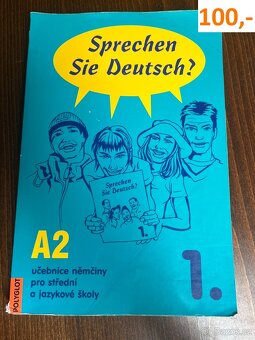 100,-
Sprechen
Sie Deutsch?
Sprechen
Sie Deutsch?
1.
A2
učebnice němčiny
pro střední
a jazykové školy
1.
POLYGLOT